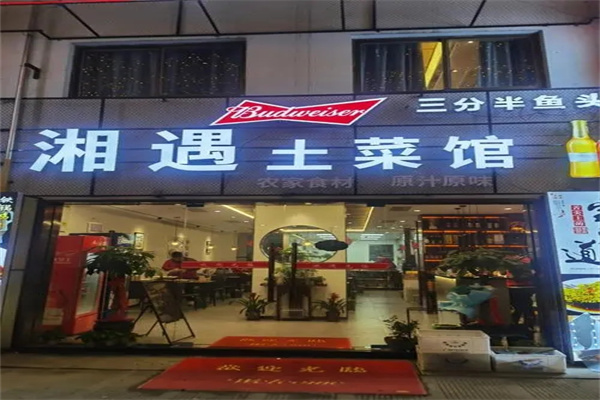 Budweiser
三分半鱼头
湘遇土菜馆
农家食材 原汁原味
欢迎光临